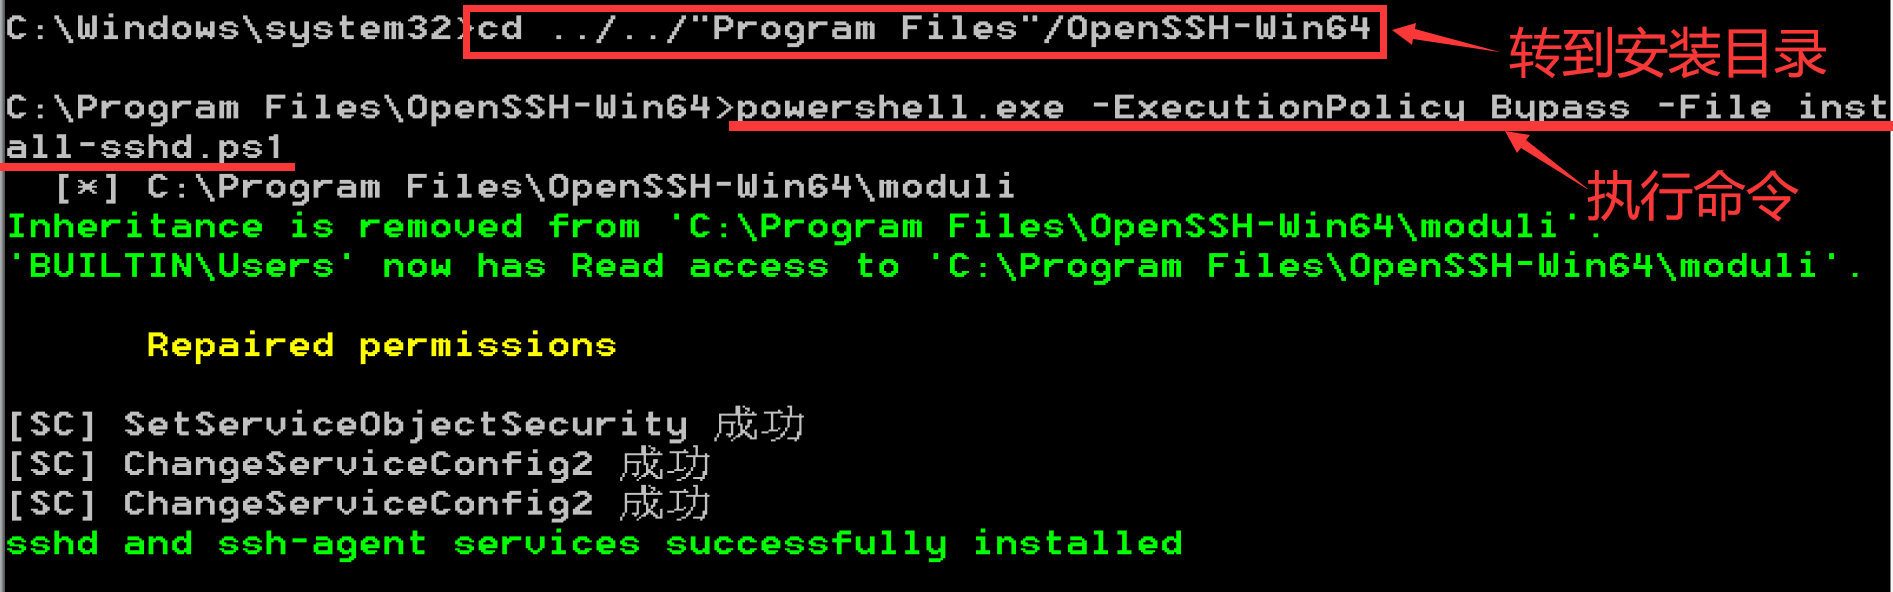 C:\Windows\system32>cd ../../"Program Files"/OpenSSH-Win64
转到安装目录
C:\Program Files\OpenSSH-Win64>powershell.exe -ExecutionPolicy Bypass -File inst
all-sshd.ps1
[*] C:\Program Files\OpenSSH-Win64\moduli
执行命令
Inheritance is removed from 'C:\Program Files\OpenSSH-Win64\moduli'.
'BUILTIN\Users' now has Read access to 'C:\Program Files\OpenSSH-Win64\moduli'.
Repaired permissions
[SC] SetServiceObjectSecurity 成功
[SC] ChangeServiceConfig2 成功
[SC] ChangeServiceConfig2 成功
sshd and ssh-agent services successfully installed